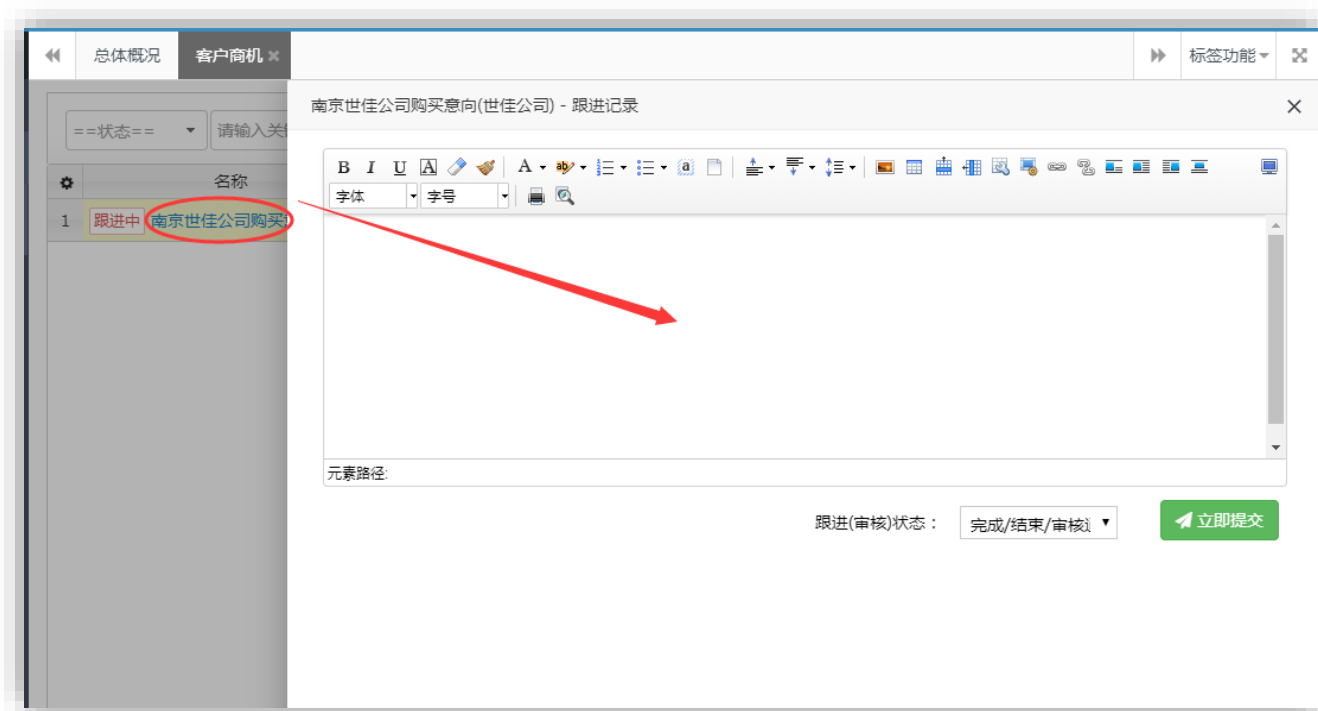 总体概况 客户商机 标签功能
南京世佳公司购买意向(世佳公司) - 跟进记录
==状态== 请输入关
名称
1 跟进中 南京世佳公司购买
B I U A A ab a
字体 字号
元素路径:
跟进(审核)状态： 完成/结束/审核 立即提交